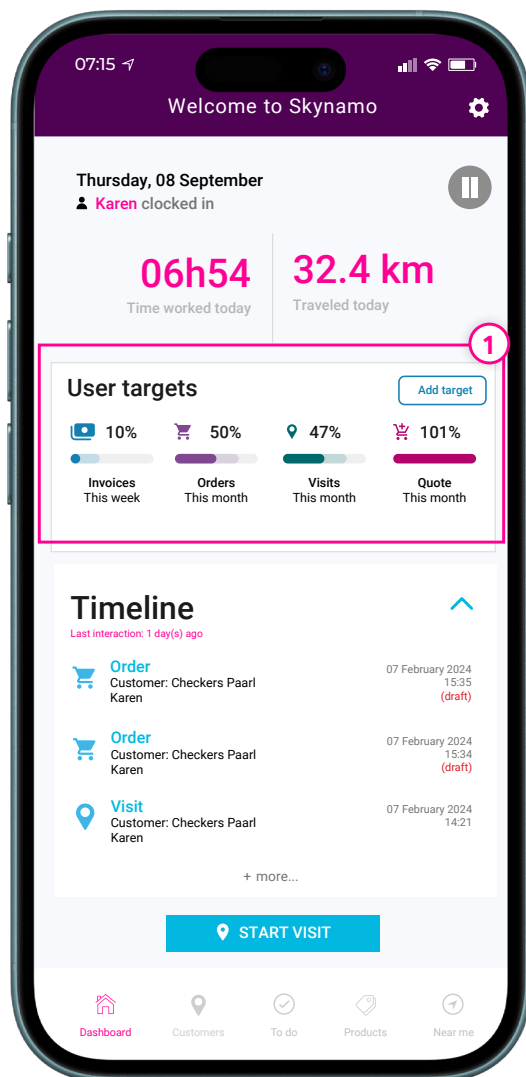 07:15
Welcome to Skynamo
Thursday, 08 September
Karen clocked in
06h54
Time worked today
32.4 km
Traveled today
1
User targets
Add target
10%
50%
47%
101%
Invoices
This week
Orders
This month
Visits
This month
Quote
This month
Timeline
Last interaction: 1 day(s) ago
Order
Customer: Checkers Paarl
Karen
07 February 2024
15:35
(draft)
Order
Customer: Checkers Paarl
Karen
07 February 2024
15:34
(draft)
Visit
Customer: Checkers Paarl
Karen
07 February 2024
14:21
+ more...
START VISIT
Dashboard
Customers
To do
Products
Near me